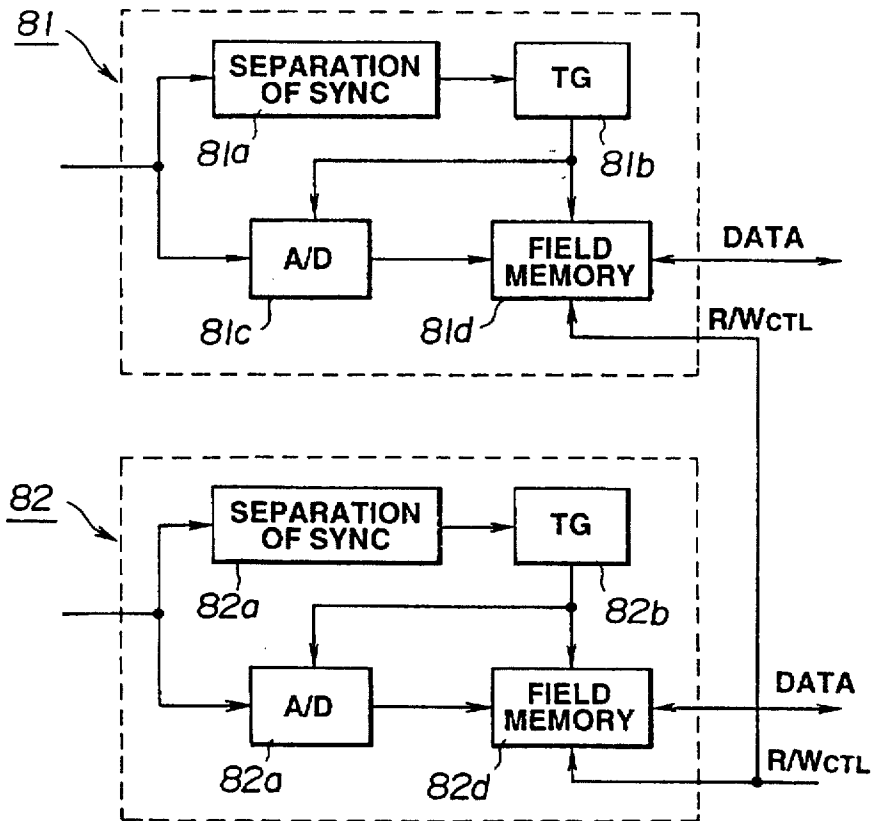 81
SEPARATION
OF SYNC
TG
81a
81b
A/D
FIELD
MEMORY
DATA
81c
81d
R/WCTL
82
SEPARATION
OF SYNC
TG
82a
82b
A/D
FIELD
MEMORY
DATA
82a
82d
R/WCTL